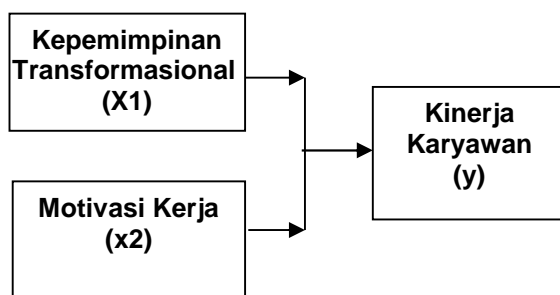 Kepemimpinan
Transformasional
(X1)
Motivasi Kerja
(x2)
Kinerja
Karyawan
(y)